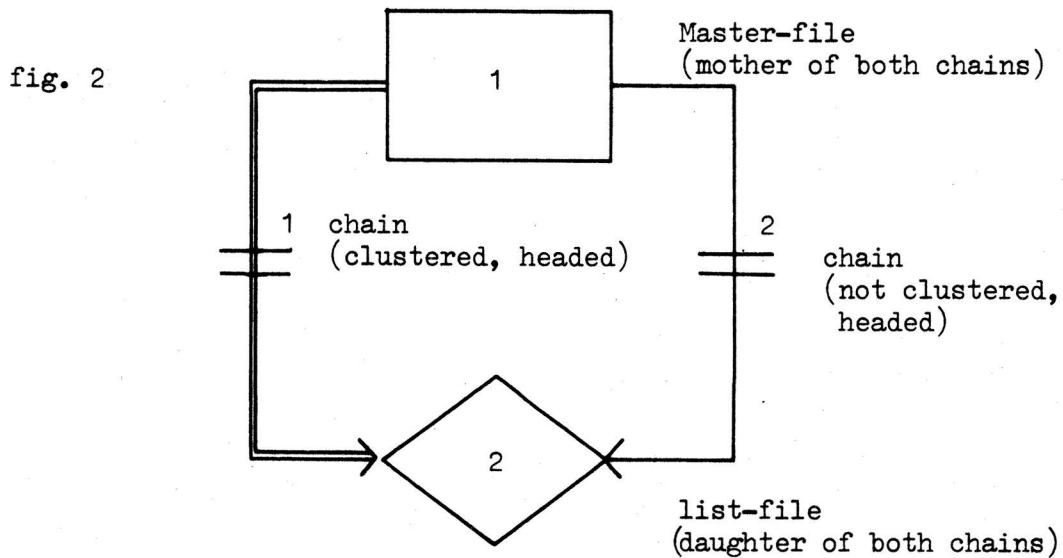 fig. 2
1
Master-file
(mother of both chains)
1 chain
(clustered, headed)
2
chain
(not clustered,
headed)
2
list-file
(daughter of both chains)